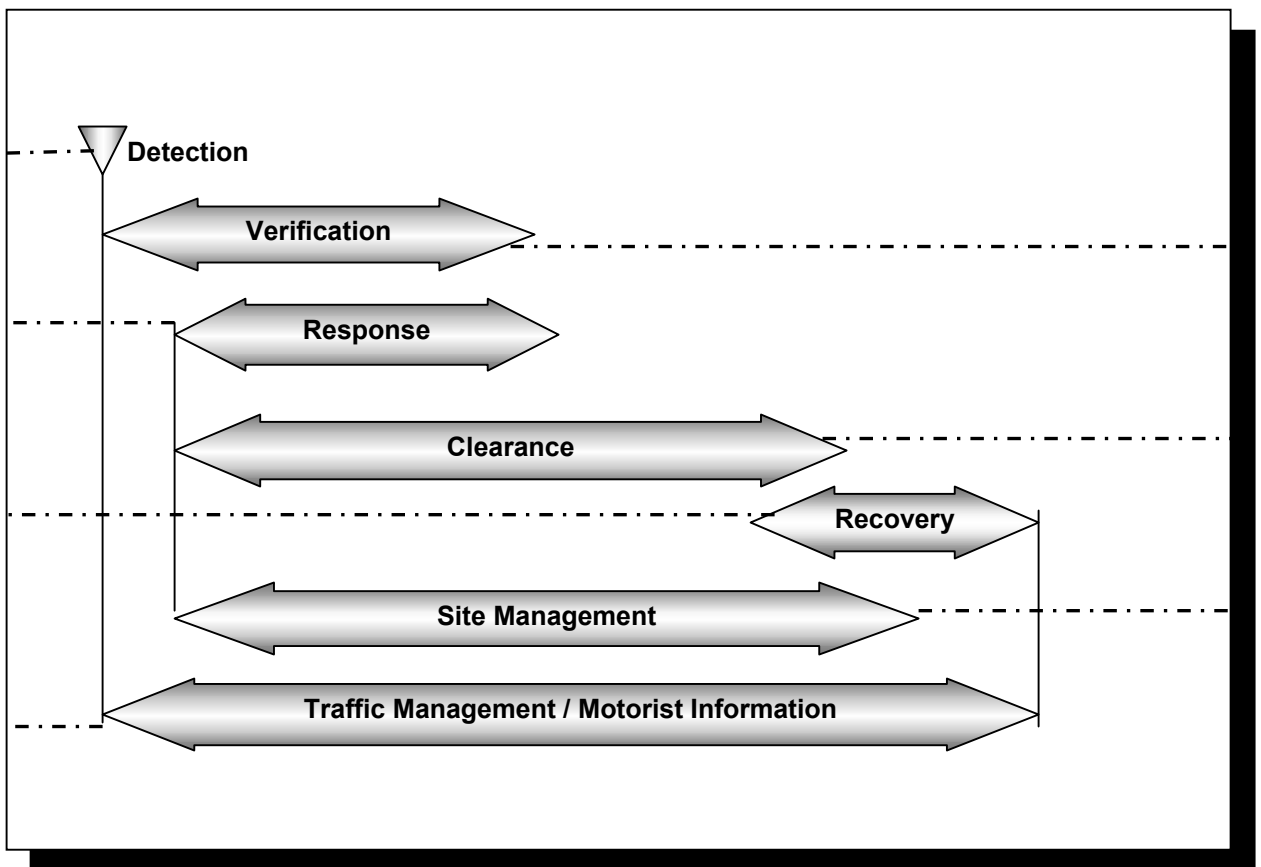 Detection
Verification
Response
Clearance
Recovery
Site Management
Traffic Management / Motorist Information